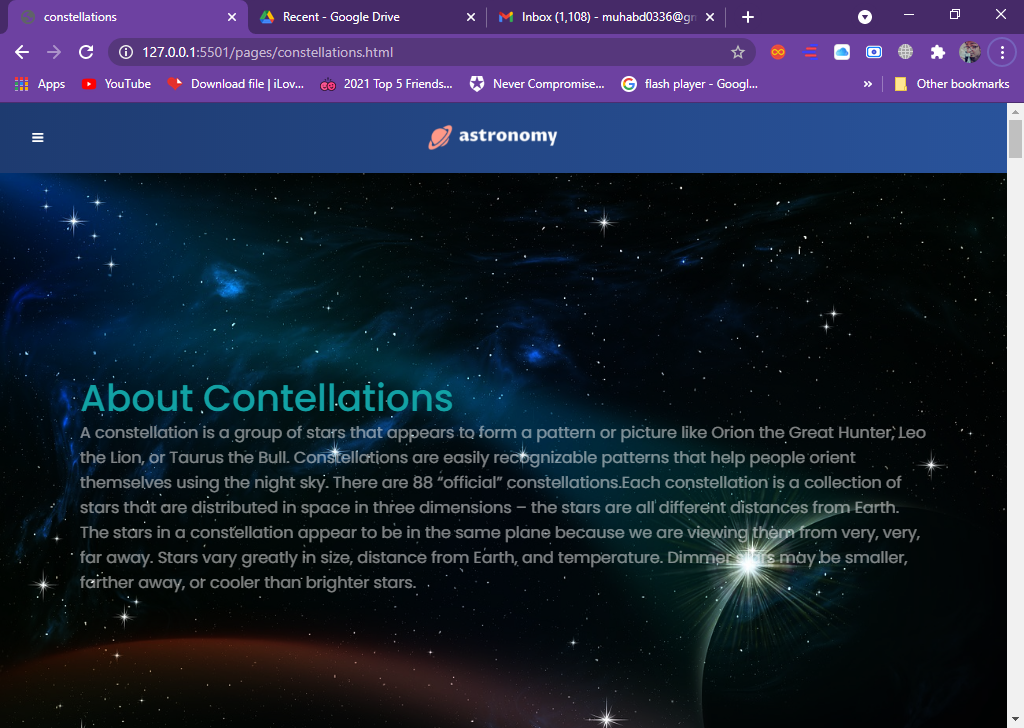 constellations
Recent - Google Drive
Inbox (1,108) - muhabd0336@gm
127.0.0.1:5501/pages/constellations.html
Apps
YouTube
Download file | iLov...
2021 Top 5 Friends...
Never Compromise...
flash player - Googl...
»
Other bookmarks
astronomy
About Contellations
A constellation is a group of stars that appears to form a pattern or picture like Orion the Great Hunter, Leo
the Lion, or Taurus the Bull. Constellations are easily recognizable patterns that help people orient
themselves using the night sky. There are 88 “official” constellations.Each constellation is a collection of
stars that are distributed in space in three dimensions – the stars are all different distances from Earth.
The stars in a constellation appear to be in the same plane because we are viewing them from very, very,
far away. Stars vary greatly in size, distance from Earth, and temperature. Dimmer stars may be smaller,
farther away, or cooler than brighter stars.